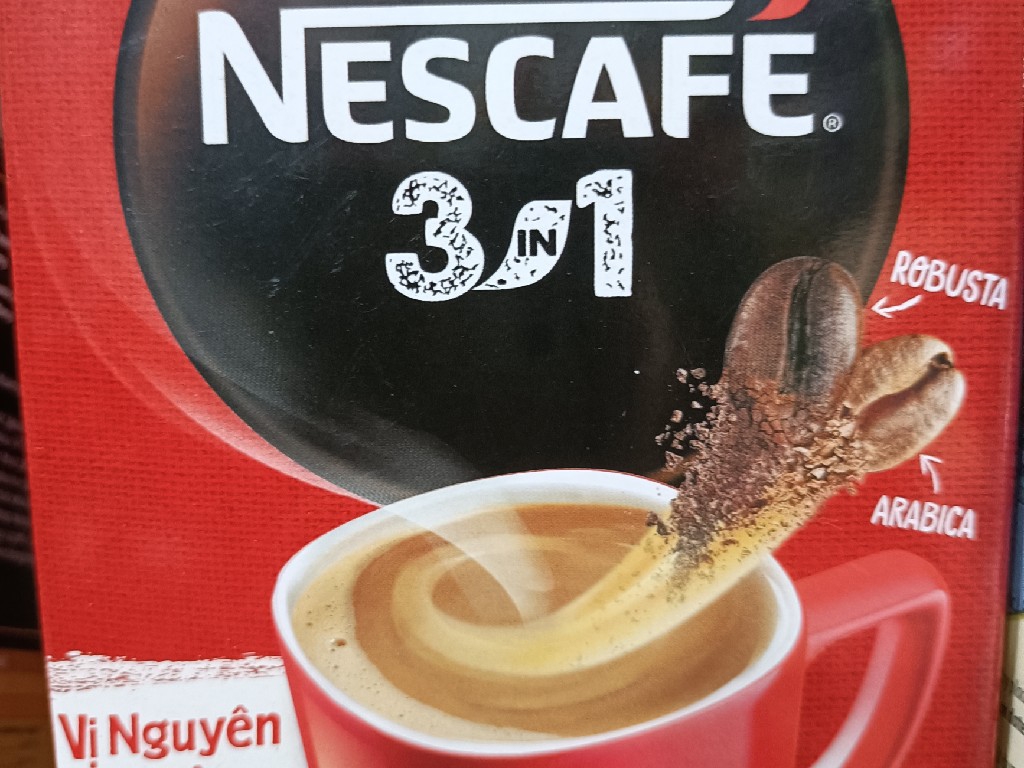 NESCAFÉ®
3 IN 1
ROBUSTA
ARABICA
Vị Nguyên